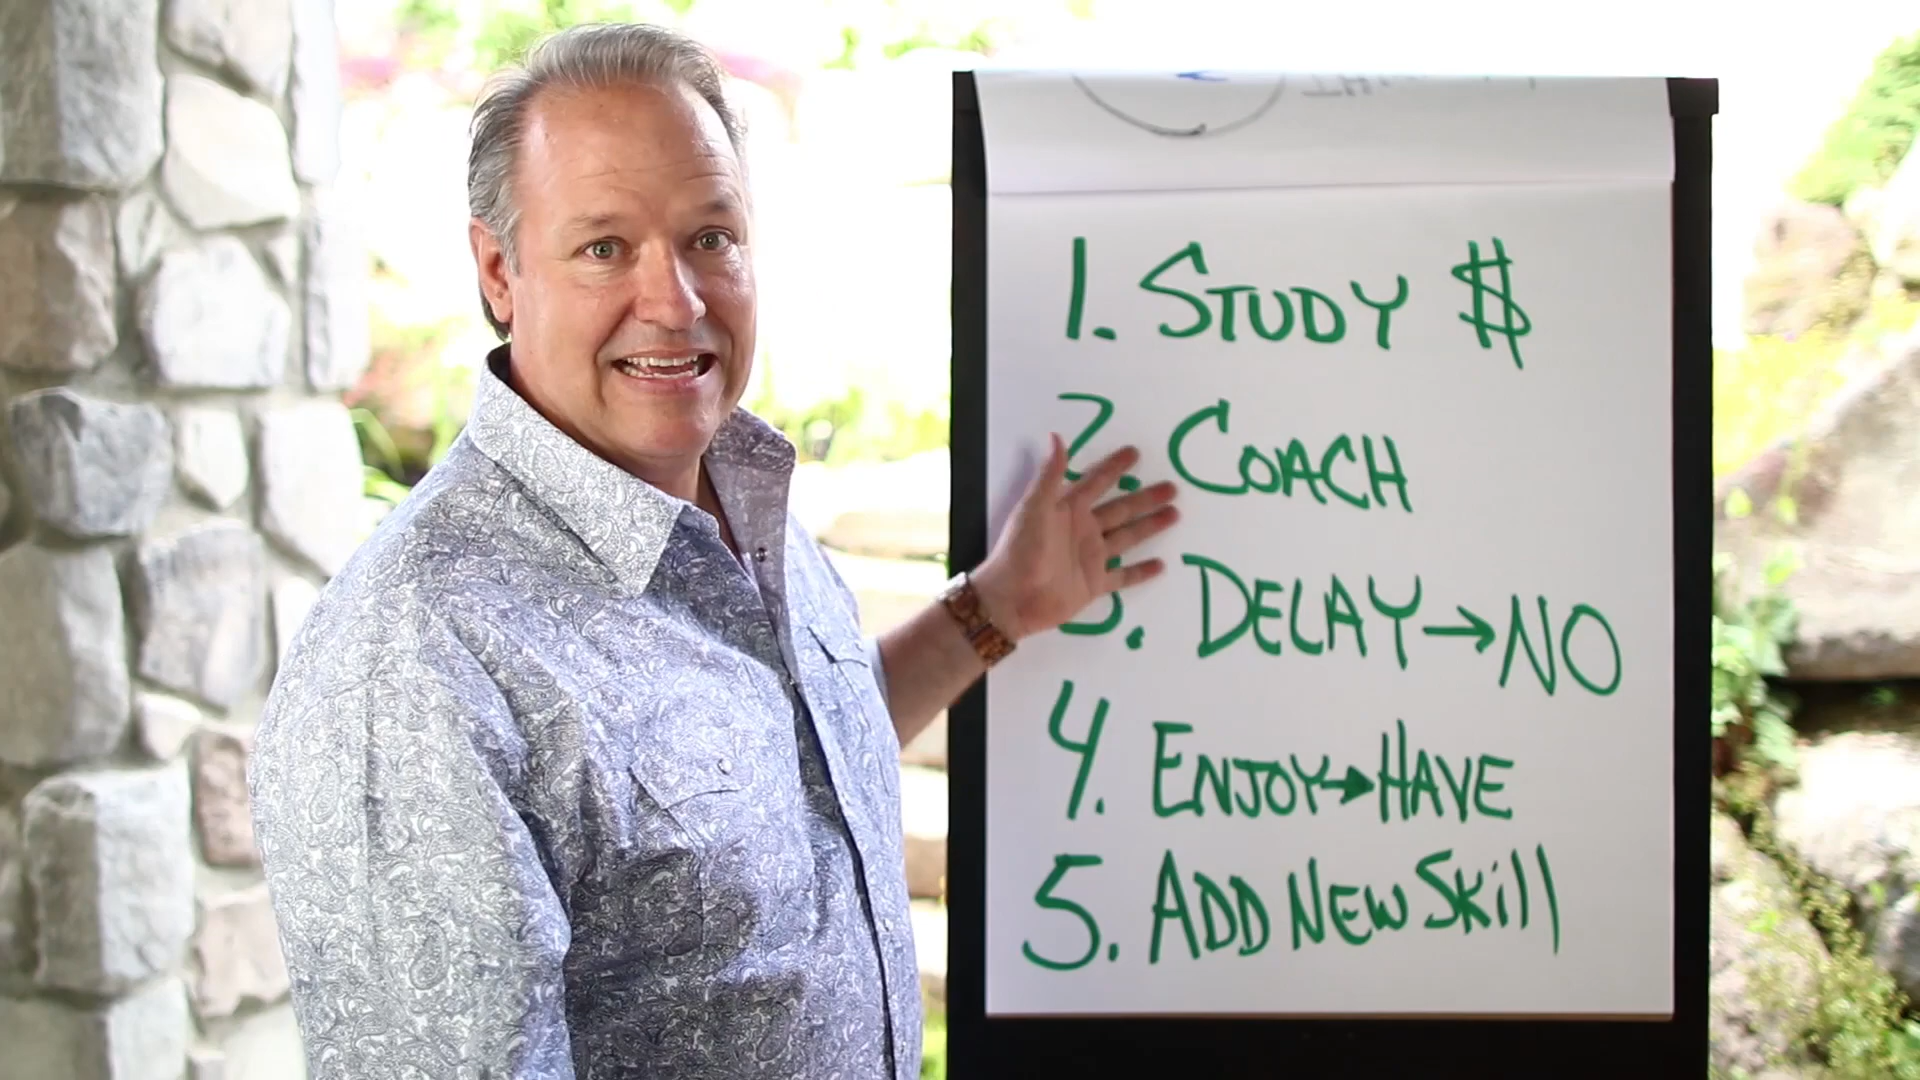 1. STUDY $
2. COACH
3. DELAY→NO
4. ENJOY→HAVE
5. ADD NEW SKill